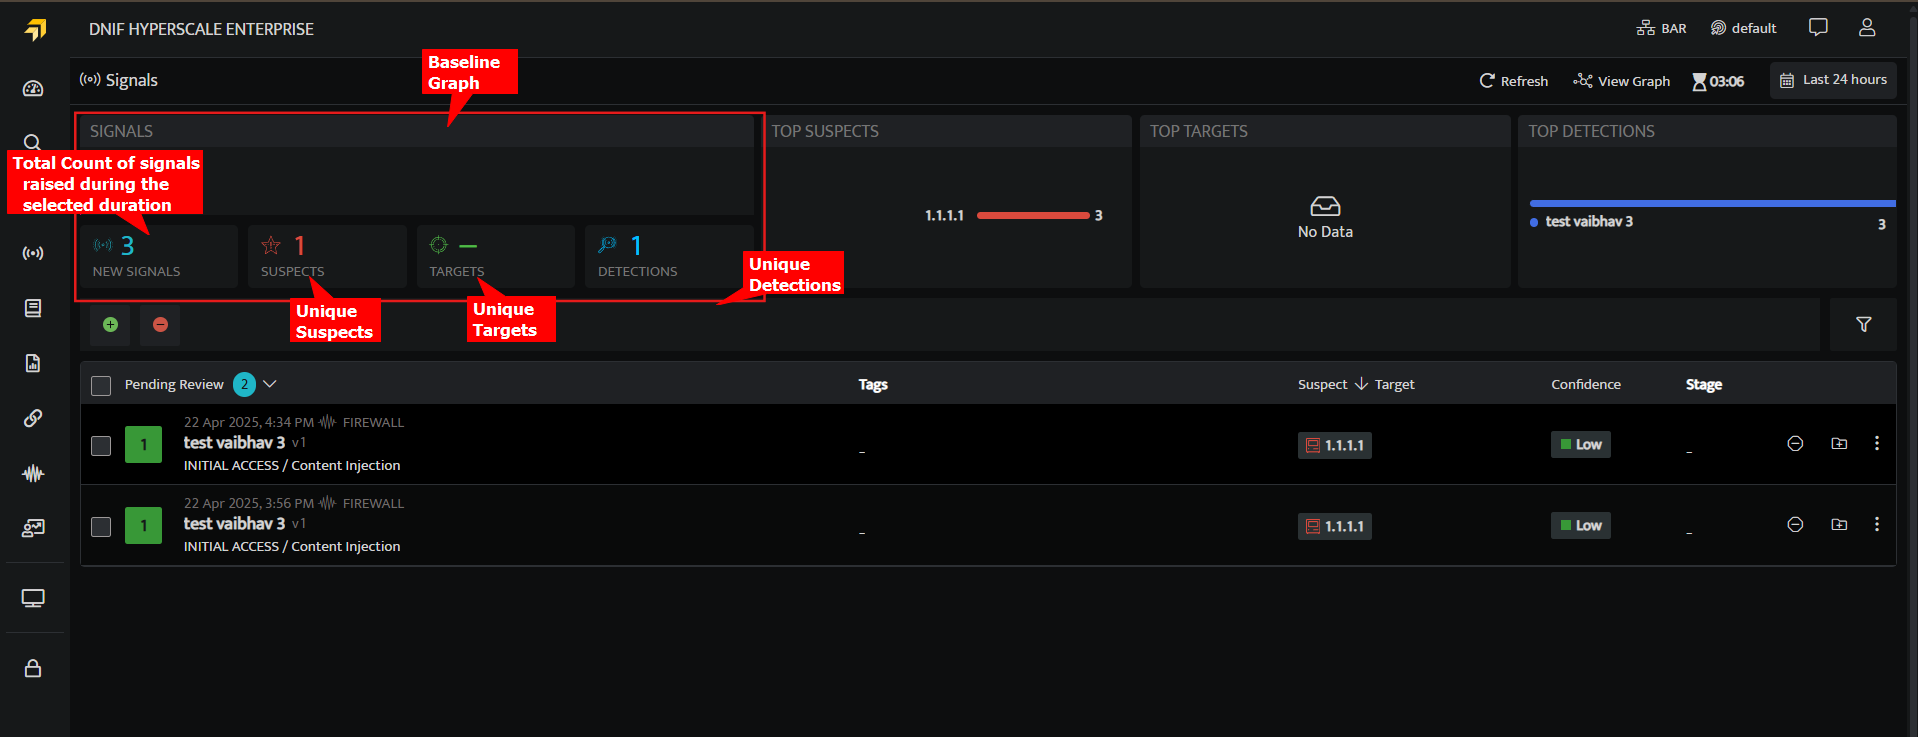 DNIF HYPERSCALE ENTERPRISE
BAR
default
Signals
Refresh
View Graph
03:06
Last 24 hours
Baseline
Graph
SIGNALS
TOP SUSPECTS
TOP TARGETS
TOP DETECTIONS
Total Count of signals
raised during the
selected duration
1.1.1.1
3
No Data
test vaibhav 3
3
3
NEW SIGNALS
1
SUSPECTS
–
TARGETS
1
DETECTIONS
Unique
Suspects
Unique
Targets
Unique
Detections
Pending Review 2
Tags
Suspect ↓ Target
Confidence
Stage
1
22 Apr 2025, 4:34 PM FIREWALL
test vaibhav 3 v1
INITIAL ACCESS / Content Injection
–
1.1.1.1
Low
–
1
22 Apr 2025, 3:56 PM FIREWALL
test vaibhav 3 v1
INITIAL ACCESS / Content Injection
–
1.1.1.1
Low
–